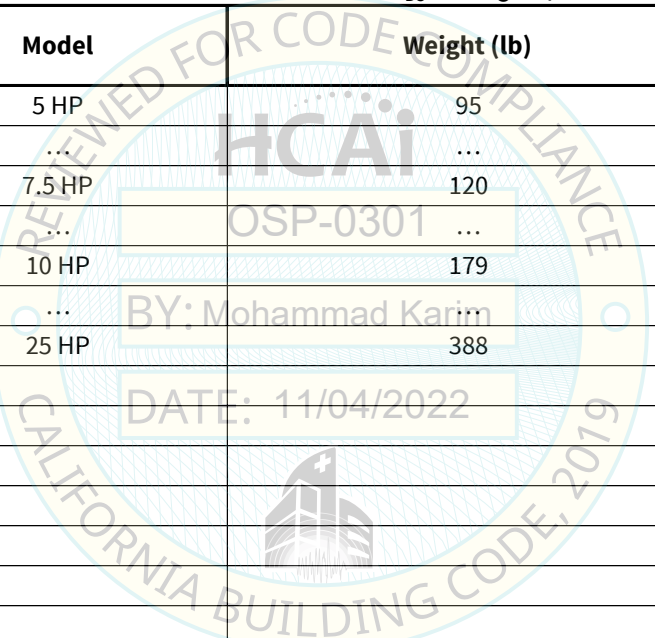 Model Weight (lb)
5 HP 95
… …
7.5 HP 120
… …
10 HP 179
… …
25 HP 388
REVIEWED FOR CODE COMPLIANCE
HCAi
OSP-0301
BY: Mohammad Karim
DATE: 11/04/2022
CALIFORNIA BUILDING CODE, 2019